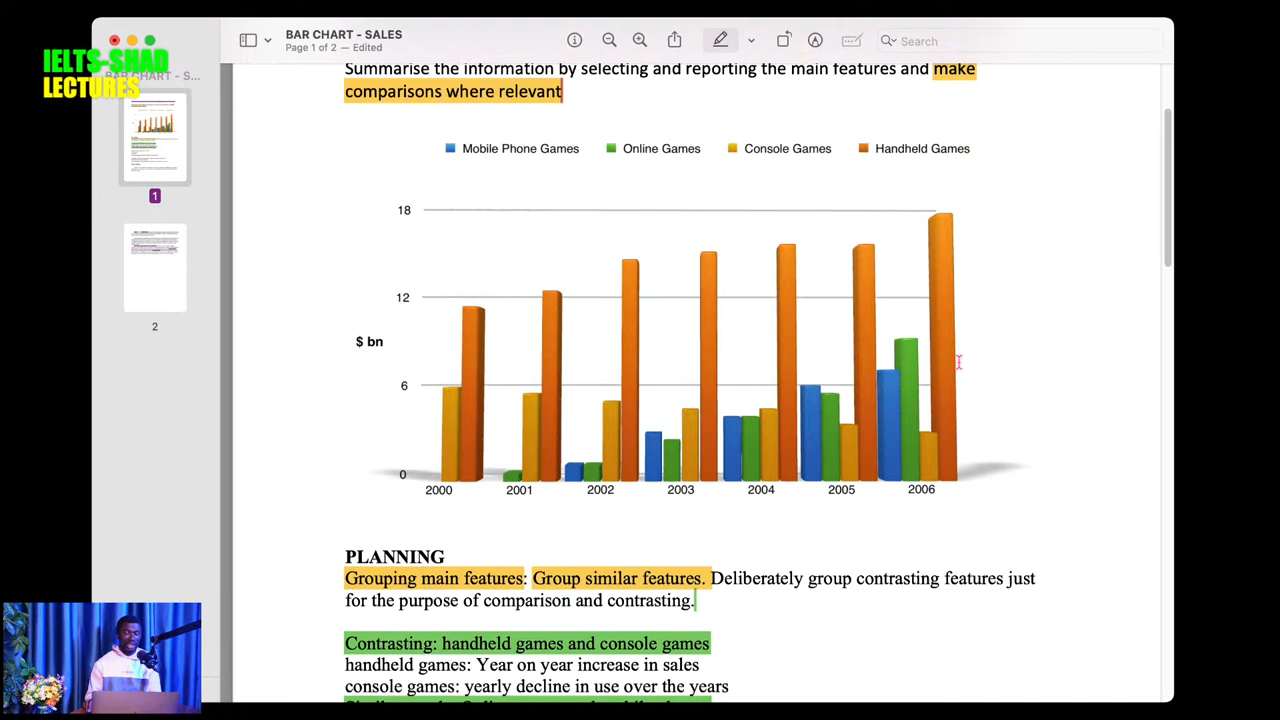 IELTS-SHAD
LECTURES
BAR CHART - SALES
Page 1 of 2 — Edited
Search
BAR CHART - S...
1
2
Summarise the information by selecting and reporting the main features and make
comparisons where relevant
Mobile Phone Games
Online Games
Console Games
Handheld Games
18
12
$ bn
6
0
2000
2001
2002
2003
2004
2005
2006
PLANNING
Grouping main features: Group similar features. Deliberately group contrasting features just
for the purpose of comparison and contrasting.
Contrasting: handheld games and console games
handheld games: Year on year increase in sales
console games: yearly decline in use over the years